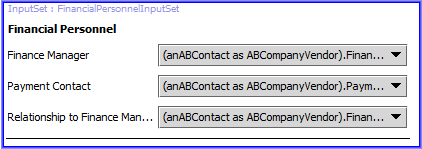 InputSet : FinancialPersonnelInputSet
Financial Personnel
Finance Manager (anABContact as ABCompanyVendor).Finan...
Payment Contact (anABContact as ABCompanyVendor).Paym...
Relationship to Finance Man... (anABContact as ABCompanyVendor).Finan...